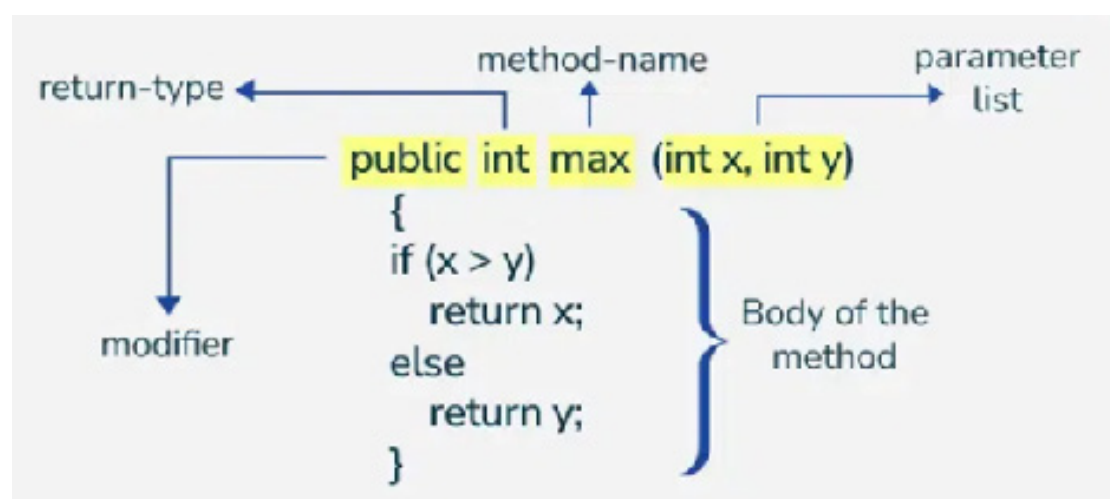 method-name
parameter
list
return-type
public int max (int x, int y)
{
if (x > y)
return x;
else
return y;
}
modifier
Body of the
method